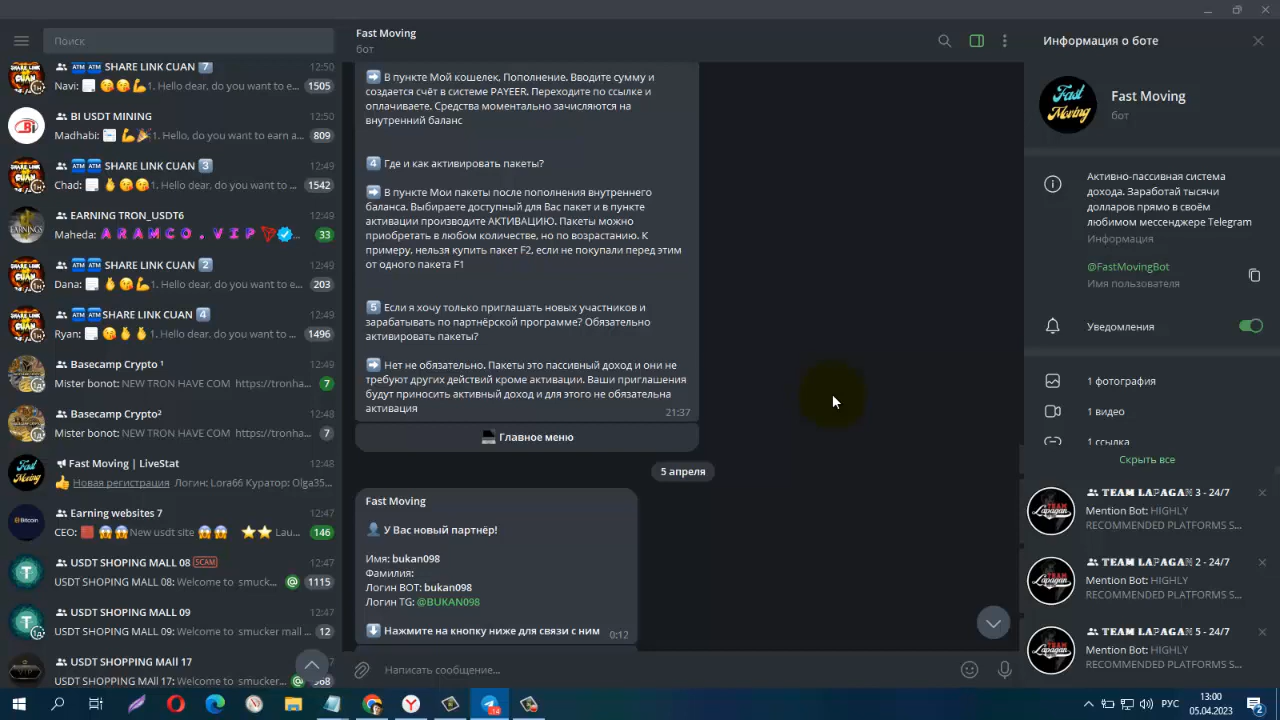 Поиск
SHARE LINK CUAN 7 12:50
Navi: 1. Hello dear, do you want to e... 1505
BI USDT MINING 12:50
Madhabi: 1. Hello, do you want to earn a... 809
SHARE LINK CUAN 3 12:49
Chad: 1. Hello dear, do you want to ... 1542
EARNING TRON_USDT6 12:49
Maheda: A R A M C O . V I P 33
SHARE LINK CUAN 2 12:49
Dana: 1. Hello dear, do you want to e... 203
SHARE LINK CUAN 4 12:49
Ryan: 1. Hello dear, do you want to ... 1496
Basecamp Crypto ¹ 12:49
Mister bonot: NEW TRON HAVE COM https://tronha... 7
Basecamp Crypto² 12:48
Mister bonot: NEW TRON HAVE COM https://tronha... 7
Fast Moving | LiveStat 12:48
Новая регистрация Логин: Lora66 Куратор: Olga35...
Earning websites 7 12:47
CEO: New usdt site Lau... 146
USDT SHOPING MALL 08 SCAM 12:47
USDT SHOPING MALL 08: Welcome to smuck... @ 1115
USDT SHOPING MALL 09 12:47
USDT SHOPING MALL 09: Welcome to smucker mall ... 12
USDT SHOPPING MAll 17 12:47
USDT SHOPPING Mall 17: Welcome to smucke...
Fast Moving
бот
В пункте Мой кошелек, Пополнение. Вводите сумму и
создается счёт в системе PAYEER. Переходите по ссылке и
оплачиваете. Средства моментально зачисляются на
внутренний баланс
4 Где и как активировать пакеты?
В пункте Мои пакеты после пополнения внутреннего
баланса. Выбираете доступный для Вас пакет и в пункте
активации производите АКТИВАЦИЮ. Пакеты можно
приобретать в любом количестве, но по возрастанию. К
примеру, нельзя купить пакет F2, если не покупали перед этим
от одного пакета F1
5 Если я хочу только приглашать новых участников и
зарабатывать по партнёрской программе? Обязательно
активировать пакеты?
Нет не обязательно. Пакеты это пассивный доход и они не
требуют других действий кроме активации. Ваши приглашения
будут приносить активный доход и для этого не обязательна
активация
21:37
Главное меню
5 апреля
Fast Moving
У Вас новый партнёр!
Имя: bukan098
Фамилия:
Логин BOT: bukan098
Логин TG: @BUKAN098
Нажмите на кнопку ниже для связи с ним
0:12
Написать сообщение...
Информация о боте
Fast Moving
Fast Moving
бот
Активно-пассивная система
дохода. Заработай тысячи
долларов прямо в своём
любимом мессенджере Telegram
Информация
@FastMovingBot
Имя пользователя
Уведомления
1 фотография
1 видео
1 ссылка
Скрыть все
TEAM LAPAGAN 3 - 24/7
Mention Bot: HIGHLY
RECOMMENDED PLATFORMS S...
TEAM LAPAGAN 2 - 24/7
Mention Bot: HIGHLY
RECOMMENDED PLATFORMS S...
TEAM LAPAGAN 5 - 24/7
Mention Bot: HIGHLY
RECOMMENDED PLATFORMS S...
РУС
13:00
05.04.2023
2